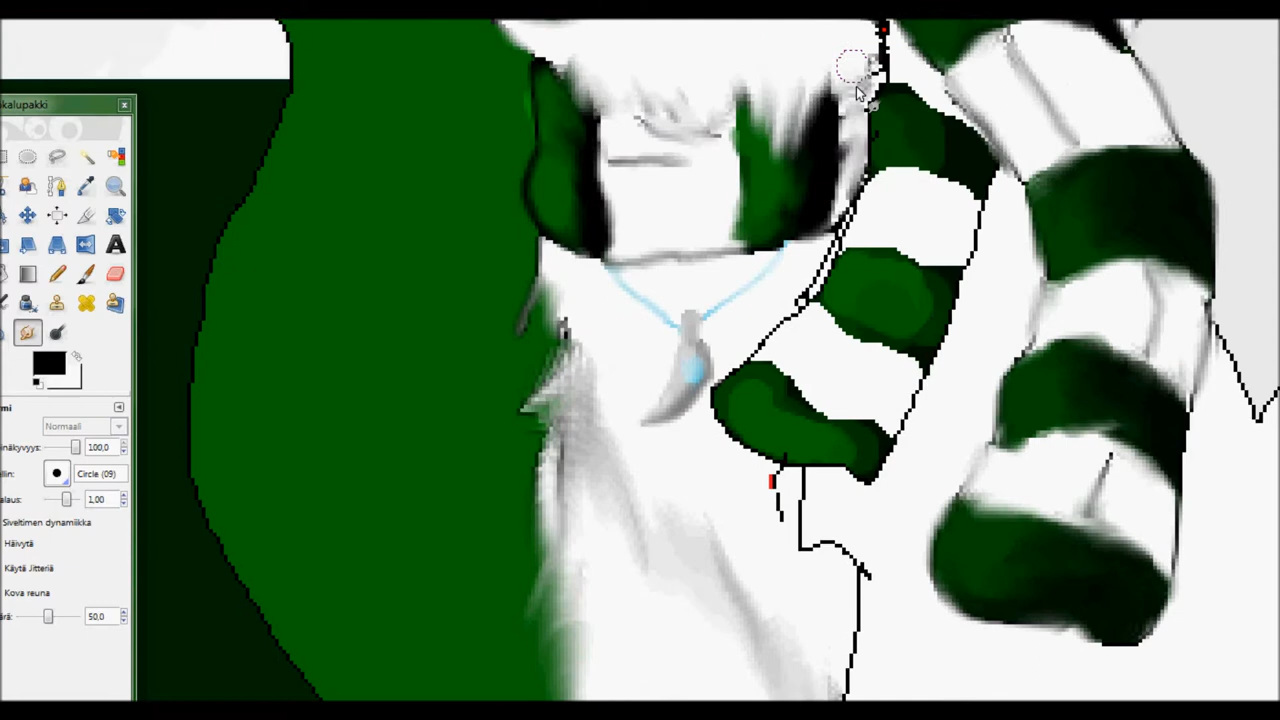 kalupakki
mi
Normaali
inäkyvyys: 100,0
llin: Circle (09)
alaus: 1,00
Siveltimen dynamiikka
Häivytä
Käytä Jitteriä
Kova reuna
ärä: 50,0